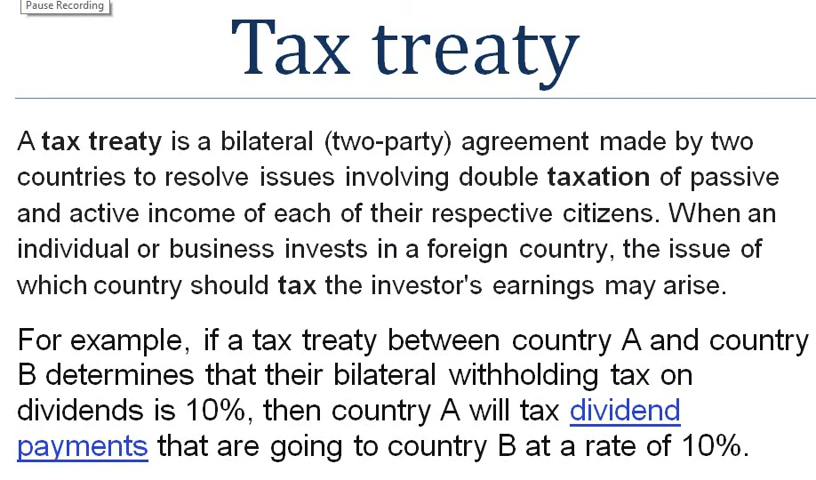 Pause Recording
Tax treaty
A tax treaty is a bilateral (two-party) agreement made by two
countries to resolve issues involving double taxation of passive
and active income of each of their respective citizens. When an
individual or business invests in a foreign country, the issue of
which country should tax the investor's earnings may arise.
For example, if a tax treaty between country A and country
B determines that their bilateral withholding tax on
dividends is 10%, then country A will tax dividend
payments that are going to country B at a rate of 10%.